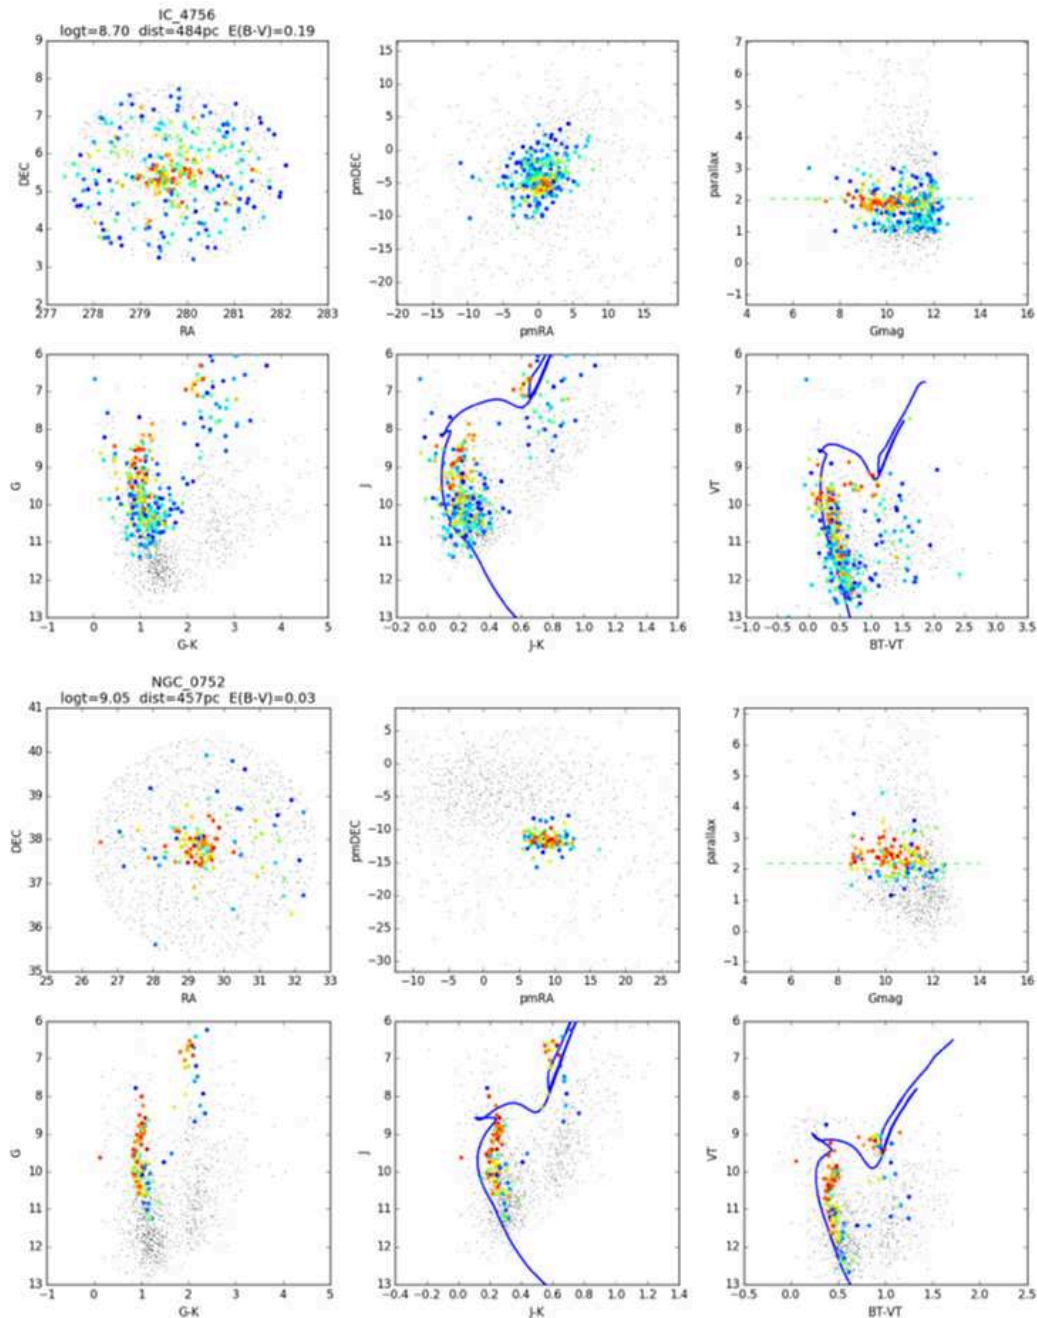 IC_4756
logt=8.70 dist=484pc E(B-V)=0.19
9
8
7
6
5
4
3
2
DEC
277 278 279 280 281 282 283
RA
15
10
5
0
−5
−10
−15
−20
pmDEC
−20 −15 −10 −5 0 5 10 15
pmRA
7
6
5
4
3
2
1
0
−1
parallax
4 6 8 10 12 14 16
Gmag
6
7
8
9
10
11
12
13
G
−1 0 1 2 3 4 5
G-K
6
7
8
9
10
11
12
13
J
−0.2 0.0 0.2 0.4 0.6 0.8 1.0 1.2 1.4 1.6
J-K
6
7
8
9
10
11
12
13
VT
−1.0 −0.5 0.0 0.5 1.0 1.5 2.0 2.5 3.0 3.5
BT-VT
NGC_0752
logt=9.05 dist=457pc E(B-V)=0.03
41
40
39
38
37
36
35
DEC
25 26 27 28 29 30 31 32 33
RA
5
0
−5
−10
−15
−20
−25
−30
pmDEC
−10 −5 0 5 10 15 20 25
pmRA
7
6
5
4
3
2
1
0
−1
parallax
4 6 8 10 12 14 16
Gmag
6
7
8
9
10
11
12
13
G
−1 0 1 2 3 4 5
G-K
6
7
8
9
10
11
12
13
J
−0.4 −0.2 0.0 0.2 0.4 0.6 0.8 1.0 1.2 1.4
J-K
6
7
8
9
10
11
12
13
VT
−0.5 0.0 0.5 1.0 1.5 2.0 2.5
BT-VT